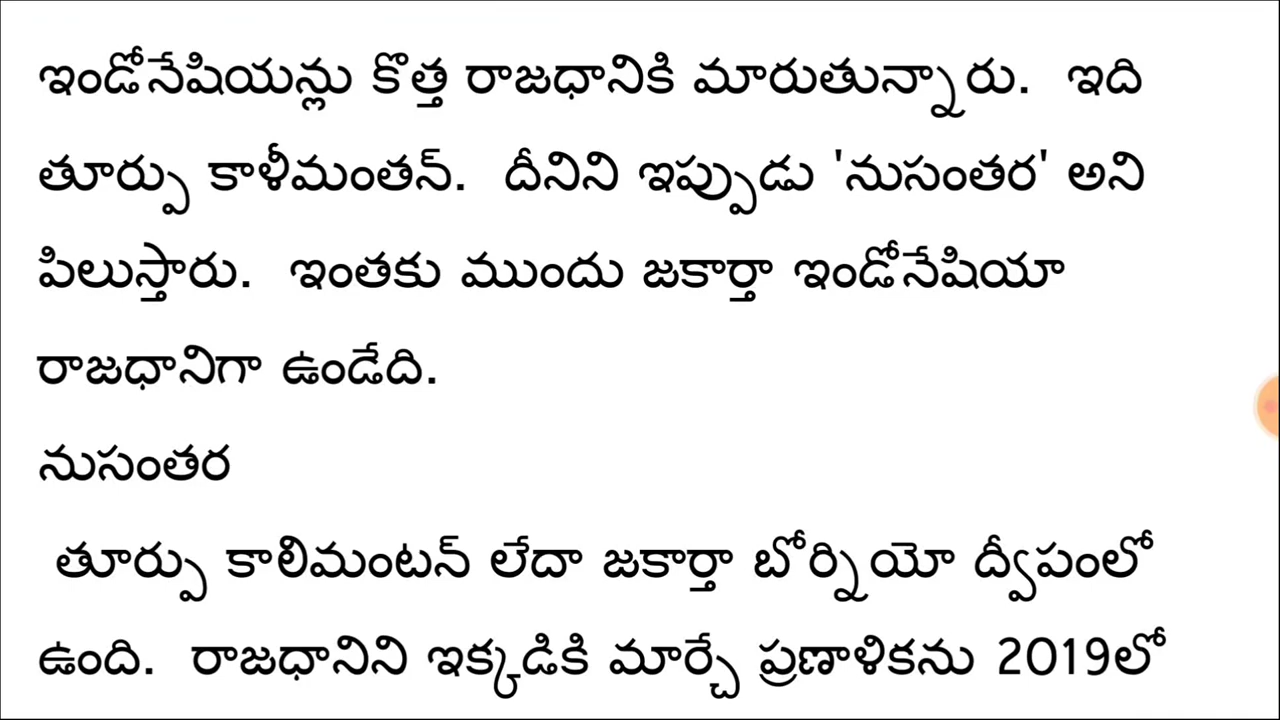 ఇండోనేషియన్లు కొత్త రాజధానికి మారుతున్నారు. ఇది
తూర్పు కాళీమంతన్. దీనిని ఇప్పుడు 'నుసంతర' అని
పిలుస్తారు. ఇంతకు ముందు జకార్తా ఇండోనేషియా
రాజధానిగా ఉండేది.
నుసంతర
తూర్పు కాలిమంటన్ లేదా జకార్తా బోర్నియో ద్వీపంలో
ఉంది. రాజధానిని ఇక్కడికి మార్చే ప్రణాళికను 2019లో